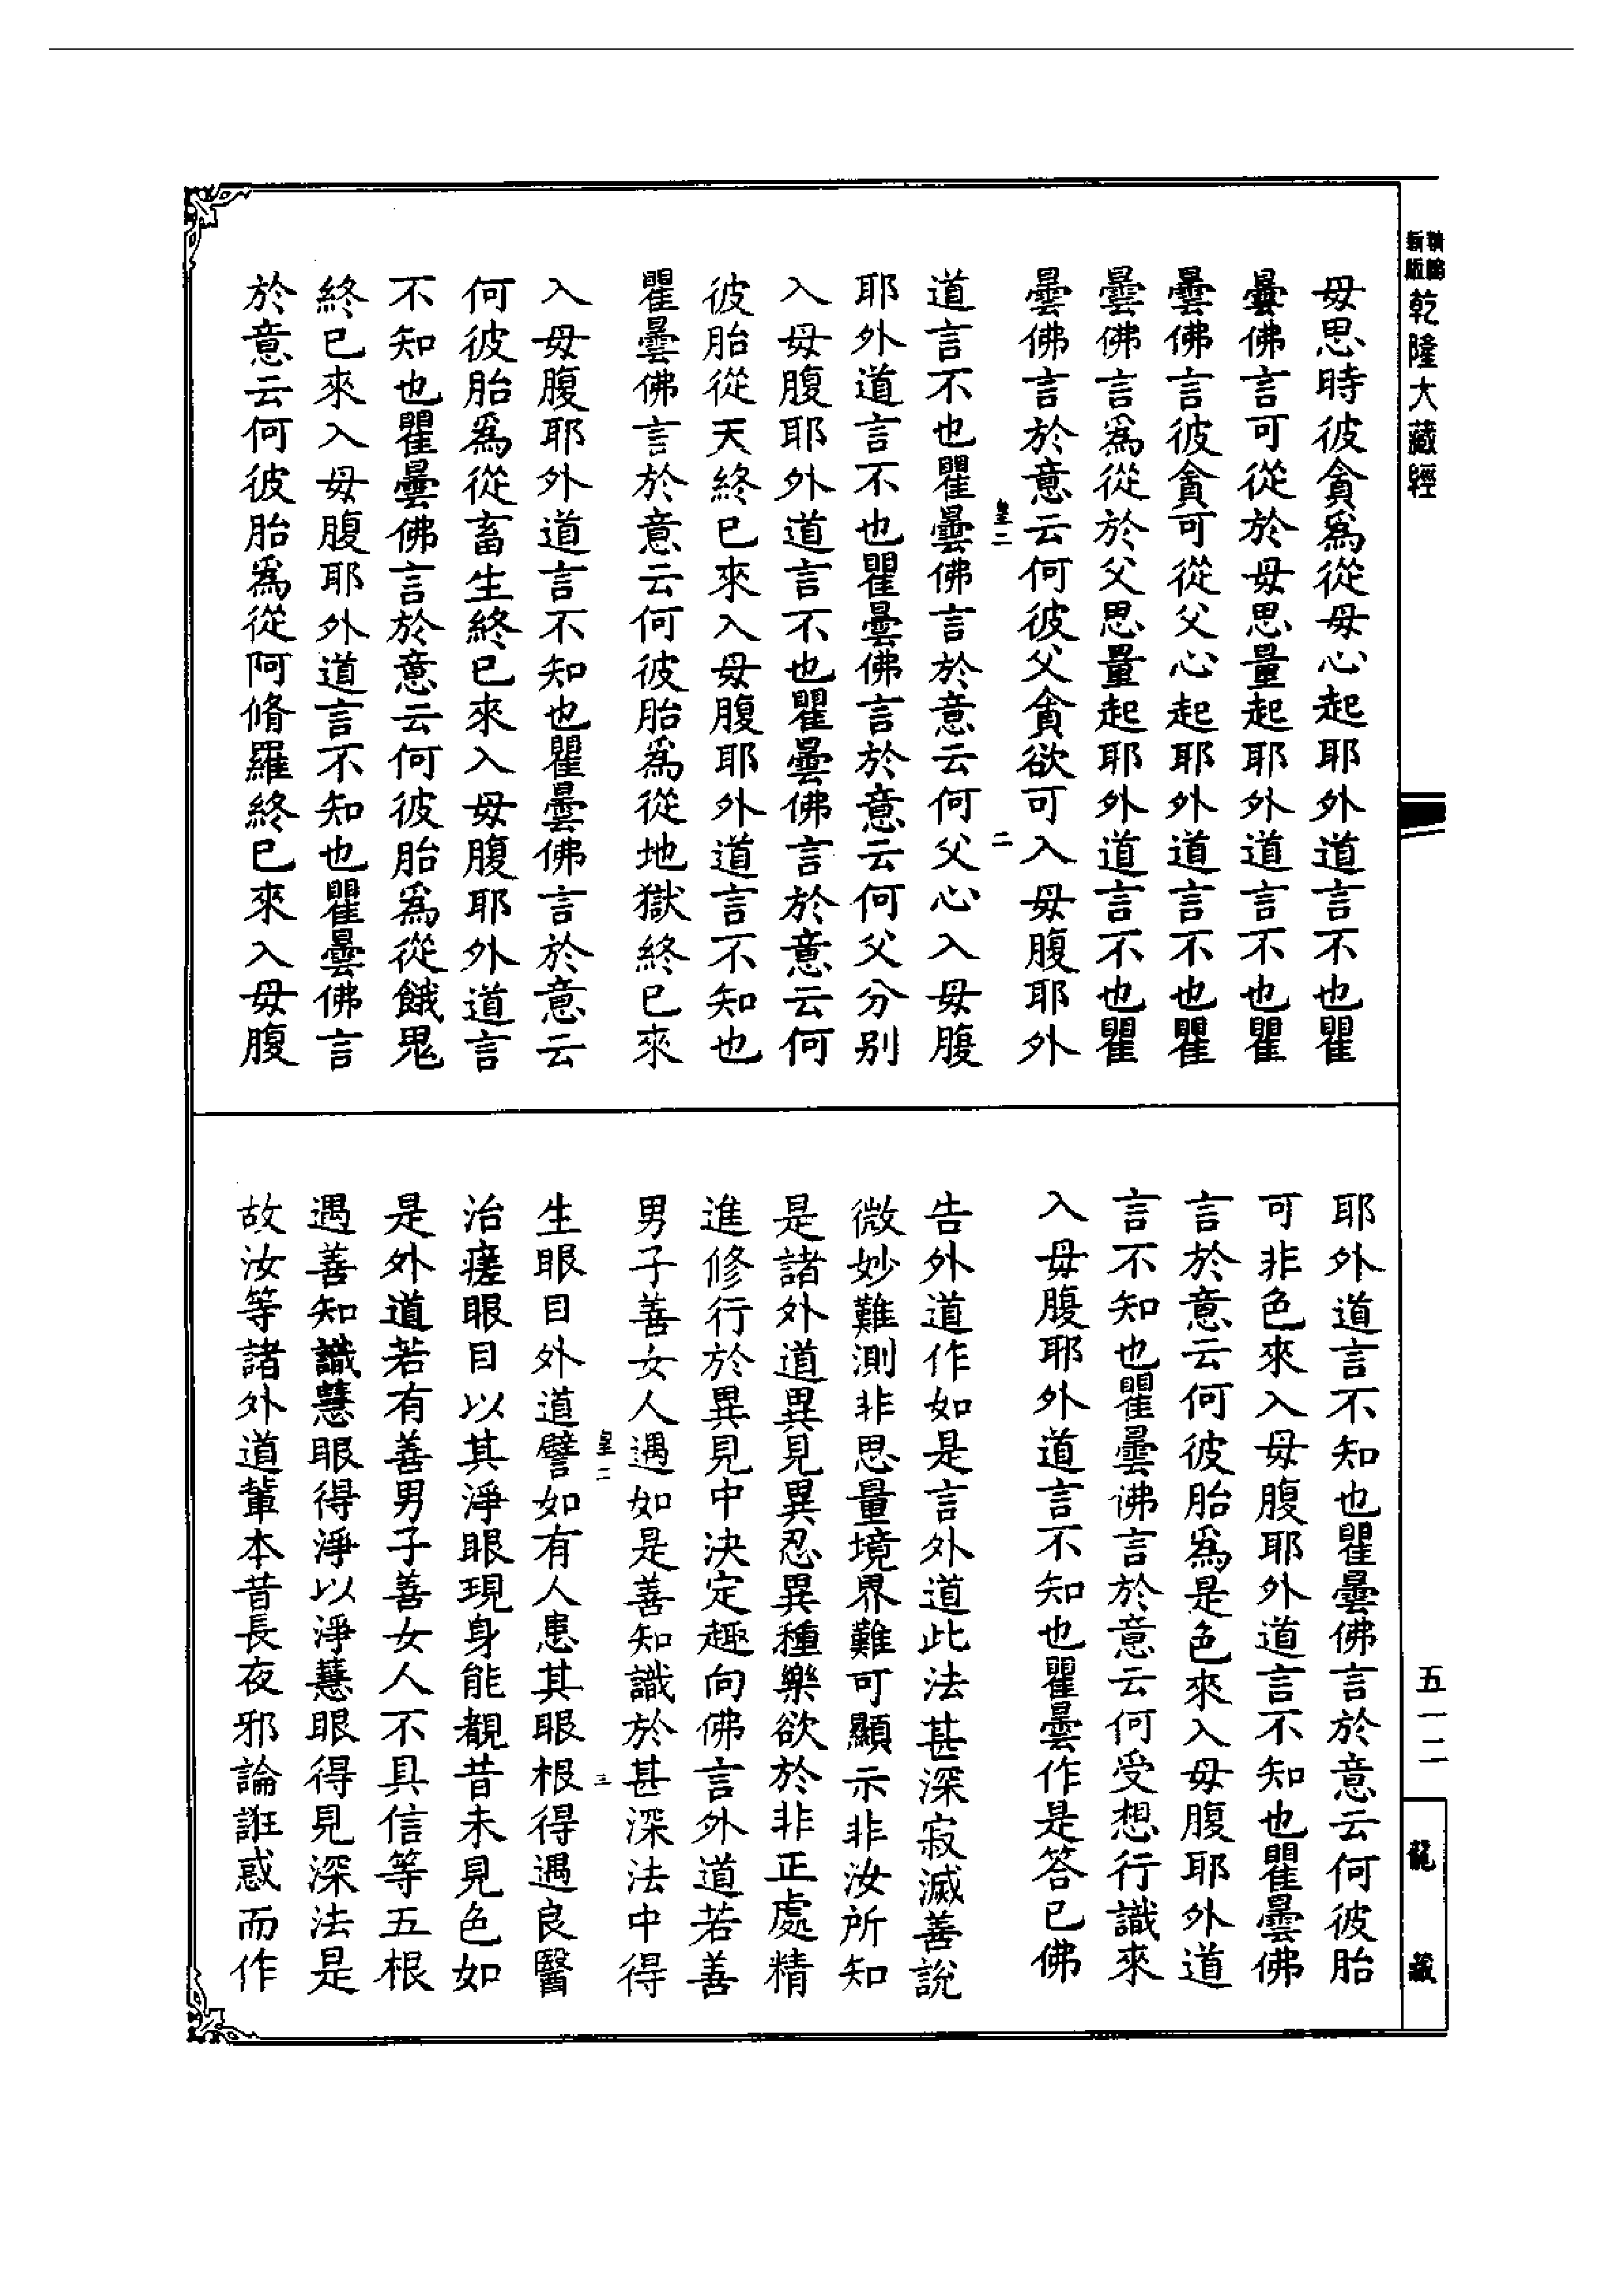 乾隆大藏經
母思時彼貪爲從母心起耶外道言不也瞿
曇佛言可從於母思量起耶外道言不也瞿
曇佛言彼貪可從父心起耶外道言不也瞿
曇佛言爲從於父思量起耶外道言不也瞿
曇佛言於意云何彼父貪欲可入母腹耶外
皇二 二
道言不也瞿曇佛言於意云何父心入母腹
耶外道言不也瞿曇佛言於意云何父分別
入母腹耶外道言不也瞿曇佛言於意云何
彼胎從天終已來入母腹耶外道言不知也
瞿曇佛言於意云何彼胎爲從地獄終已來
入母腹耶外道言不知也瞿曇佛言於意云
何彼胎爲從畜生終已來入母腹耶外道言
不知也瞿曇佛言於意云何彼胎爲從餓鬼
終已來入母腹耶外道言不知也瞿曇佛言
於意云何彼胎爲從阿脩羅終已來入母腹
耶外道言不知也瞿曇佛言於意云何彼胎
可非色來入母腹耶外道言不知也瞿曇佛
言於意云何彼胎爲是色來入母腹耶外道
言不知也瞿曇佛言於意云何受想行識來
入母腹耶外道言不知也瞿曇作是答已佛
告外道作如是言外道此法甚深寂滅善說
微妙難測非思量境界難可顯示非汝所知
是諸外道異見異忍異種樂欲於非正處精
進修行於異見中決定趣向佛言外道若善
男子善女人遇如是善知識於甚深法中得
皇二 三
生眼目外道譬如有人患其眼根得遇良醫
治瘥眼目以其淨眼現身能覩昔未見色如
是外道若有善男子善女人不具信等五根
遇善知識慧眼得淨以淨慧眼得見深法是
故汝等諸外道輩本昔長夜邪論誑惑而作
五一二
龍藏